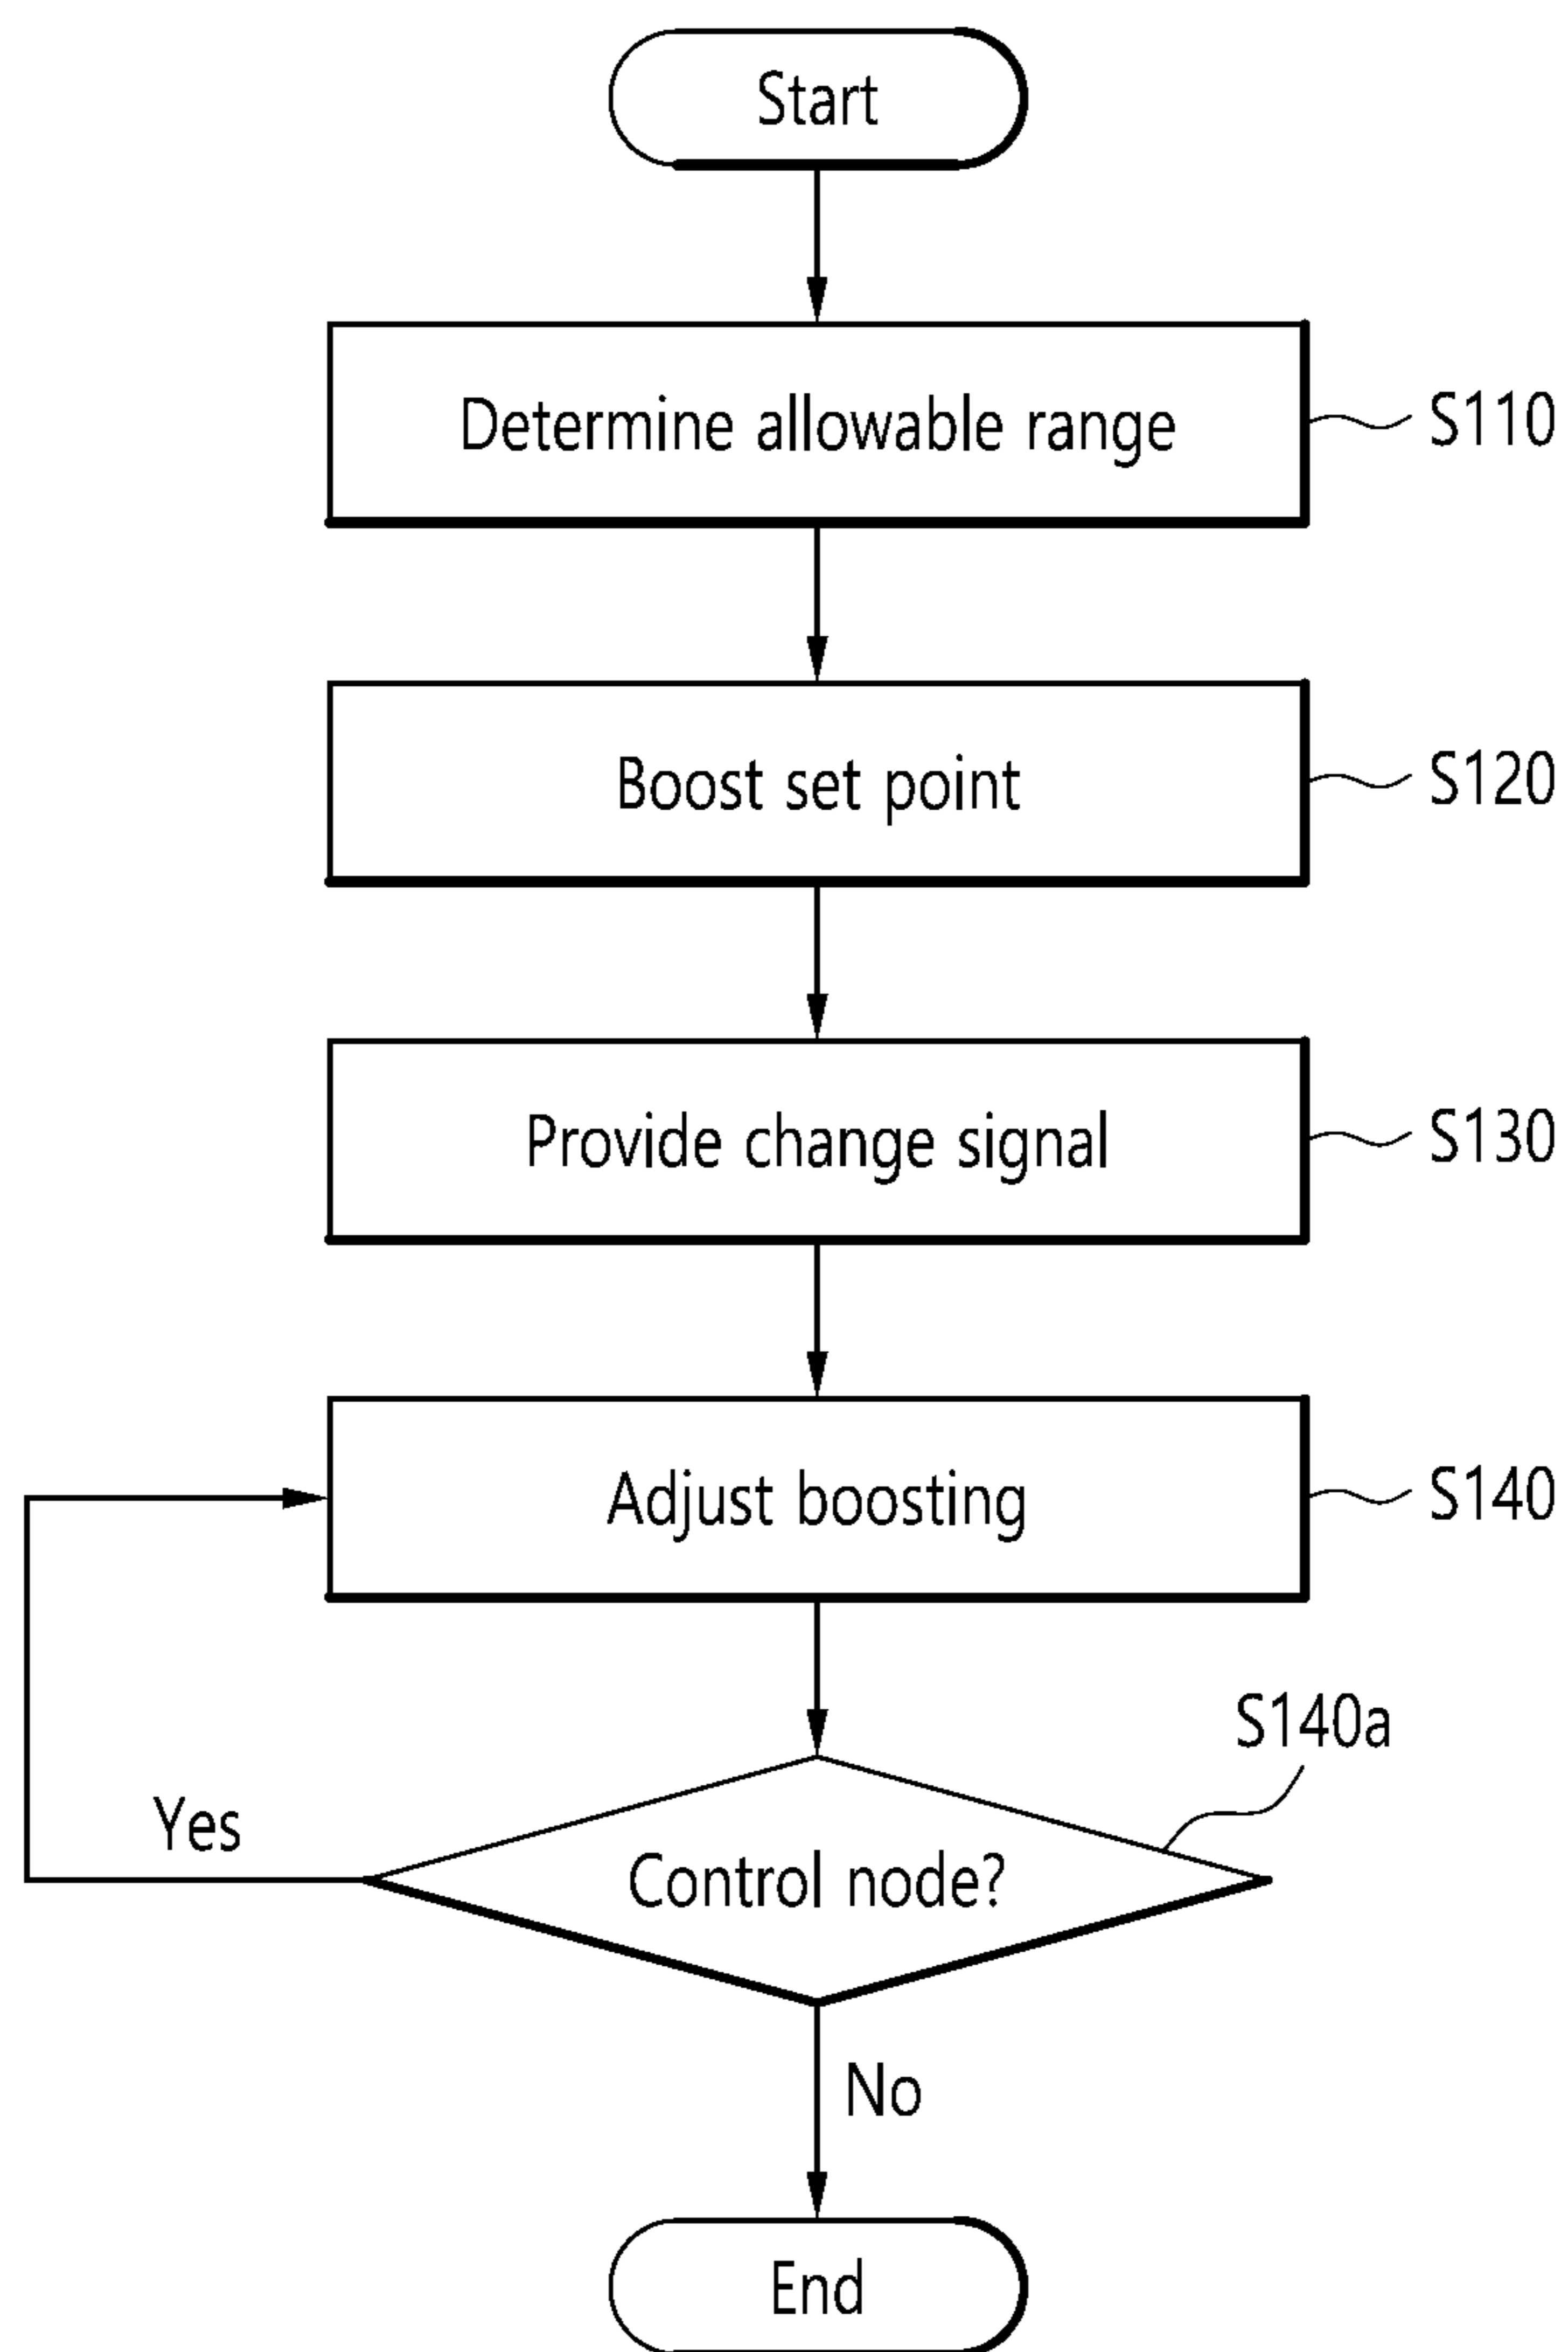 Start
Determine allowable range
S110
Boost set point
S120
Provide change signal
S130
Adjust boosting
S140
S140a
Yes
Control node?
No
End